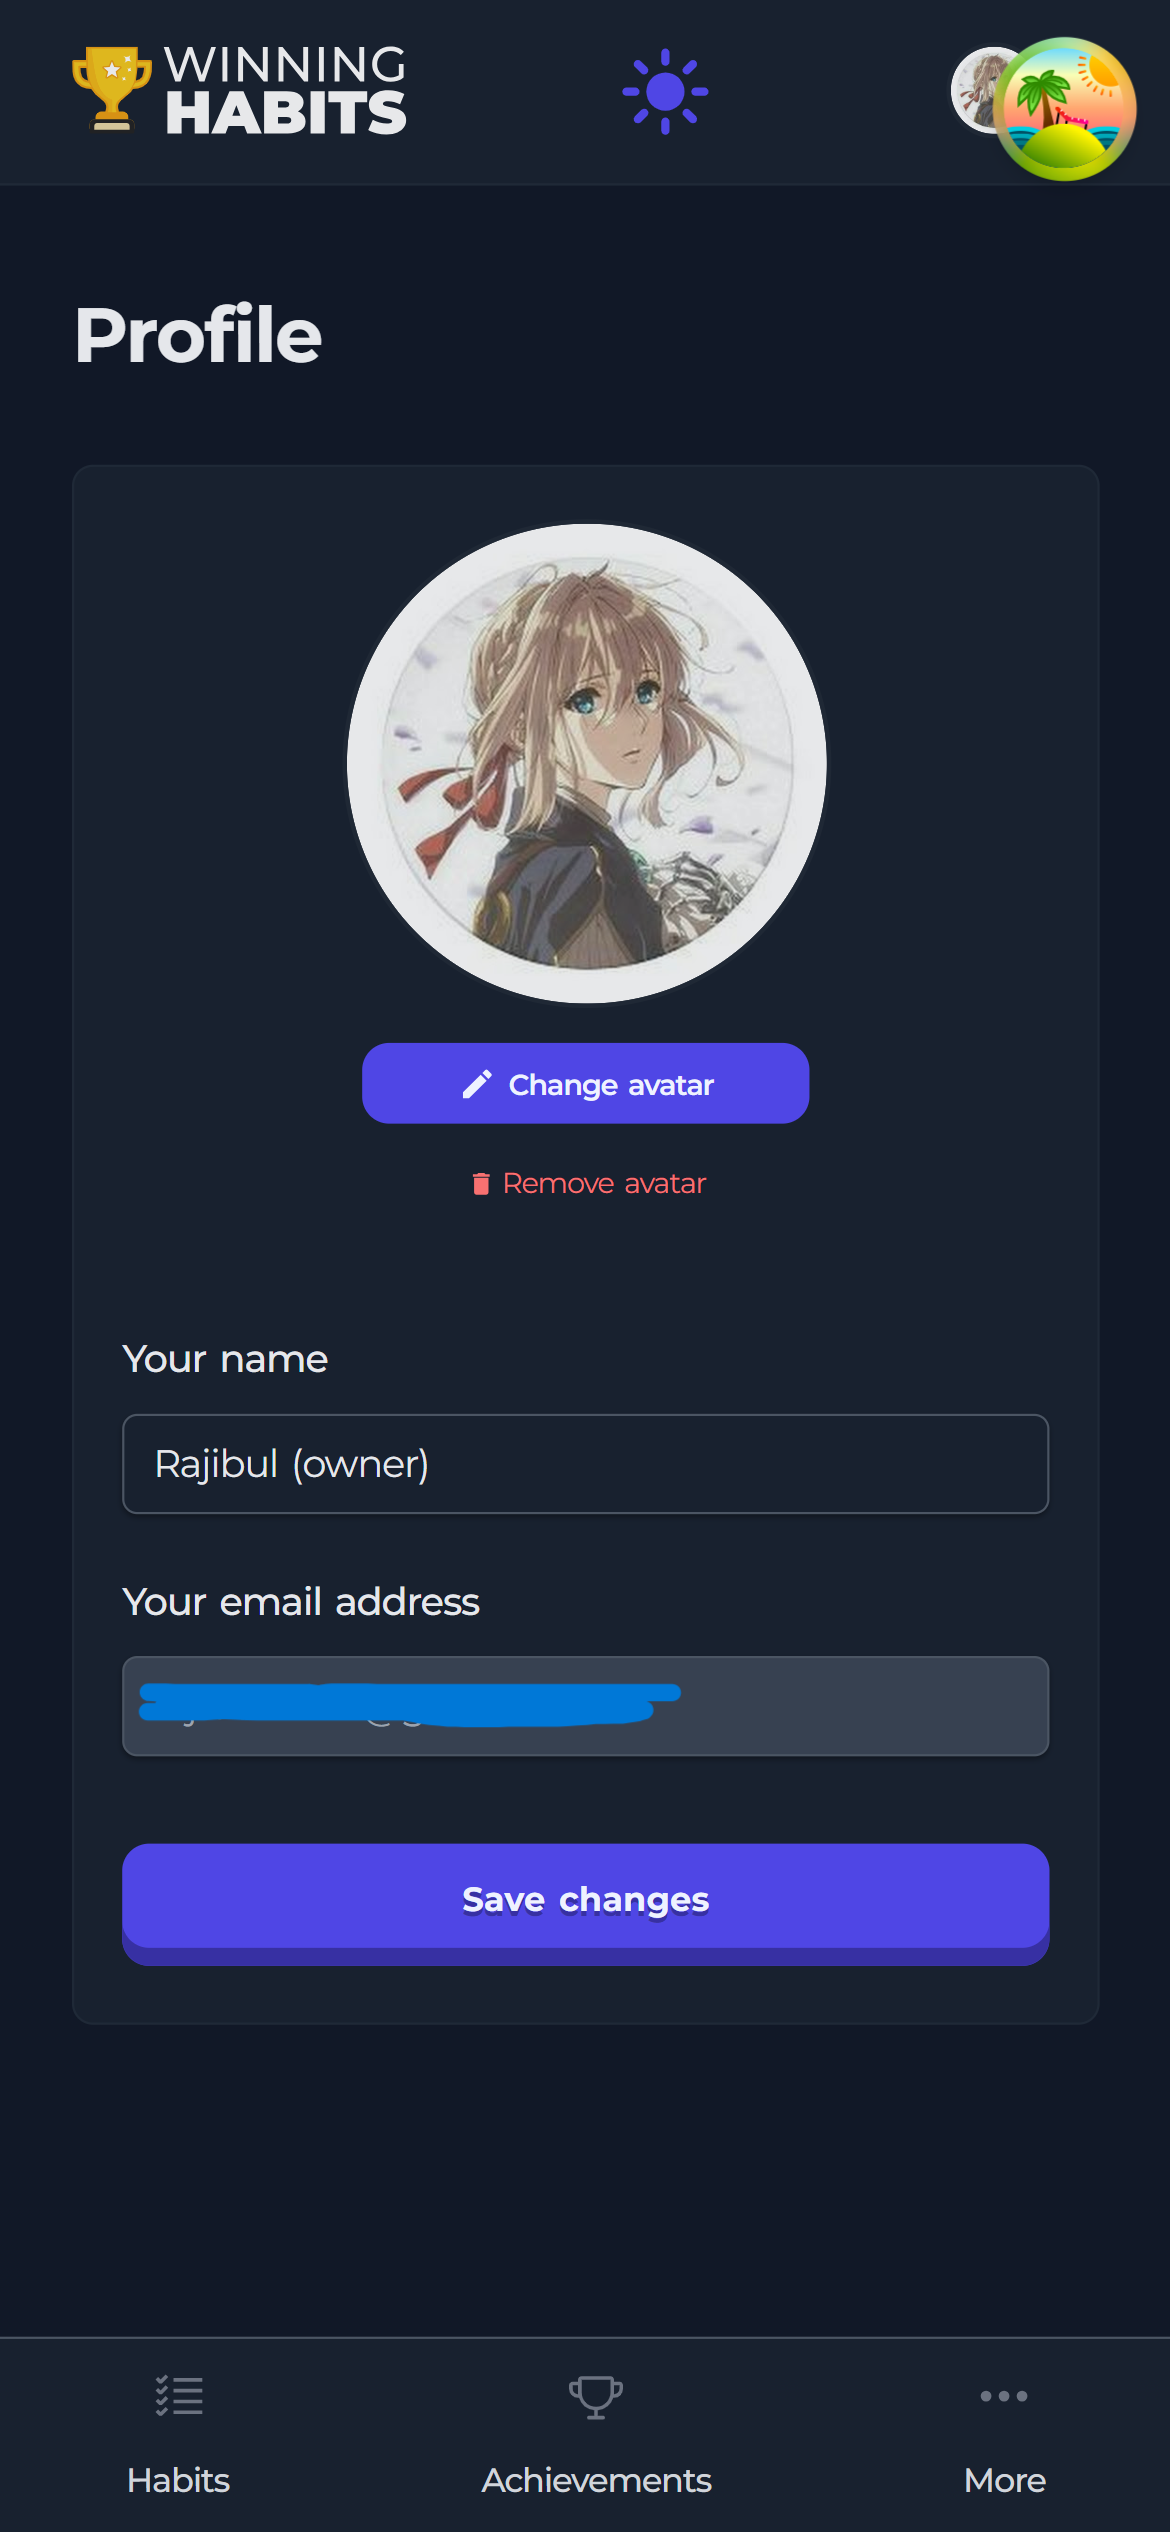 WINNING
HABITS
Profile
Change avatar
Remove avatar
Your name
Rajibul (owner)
Your email address
Save changes
Habits
Achievements
More